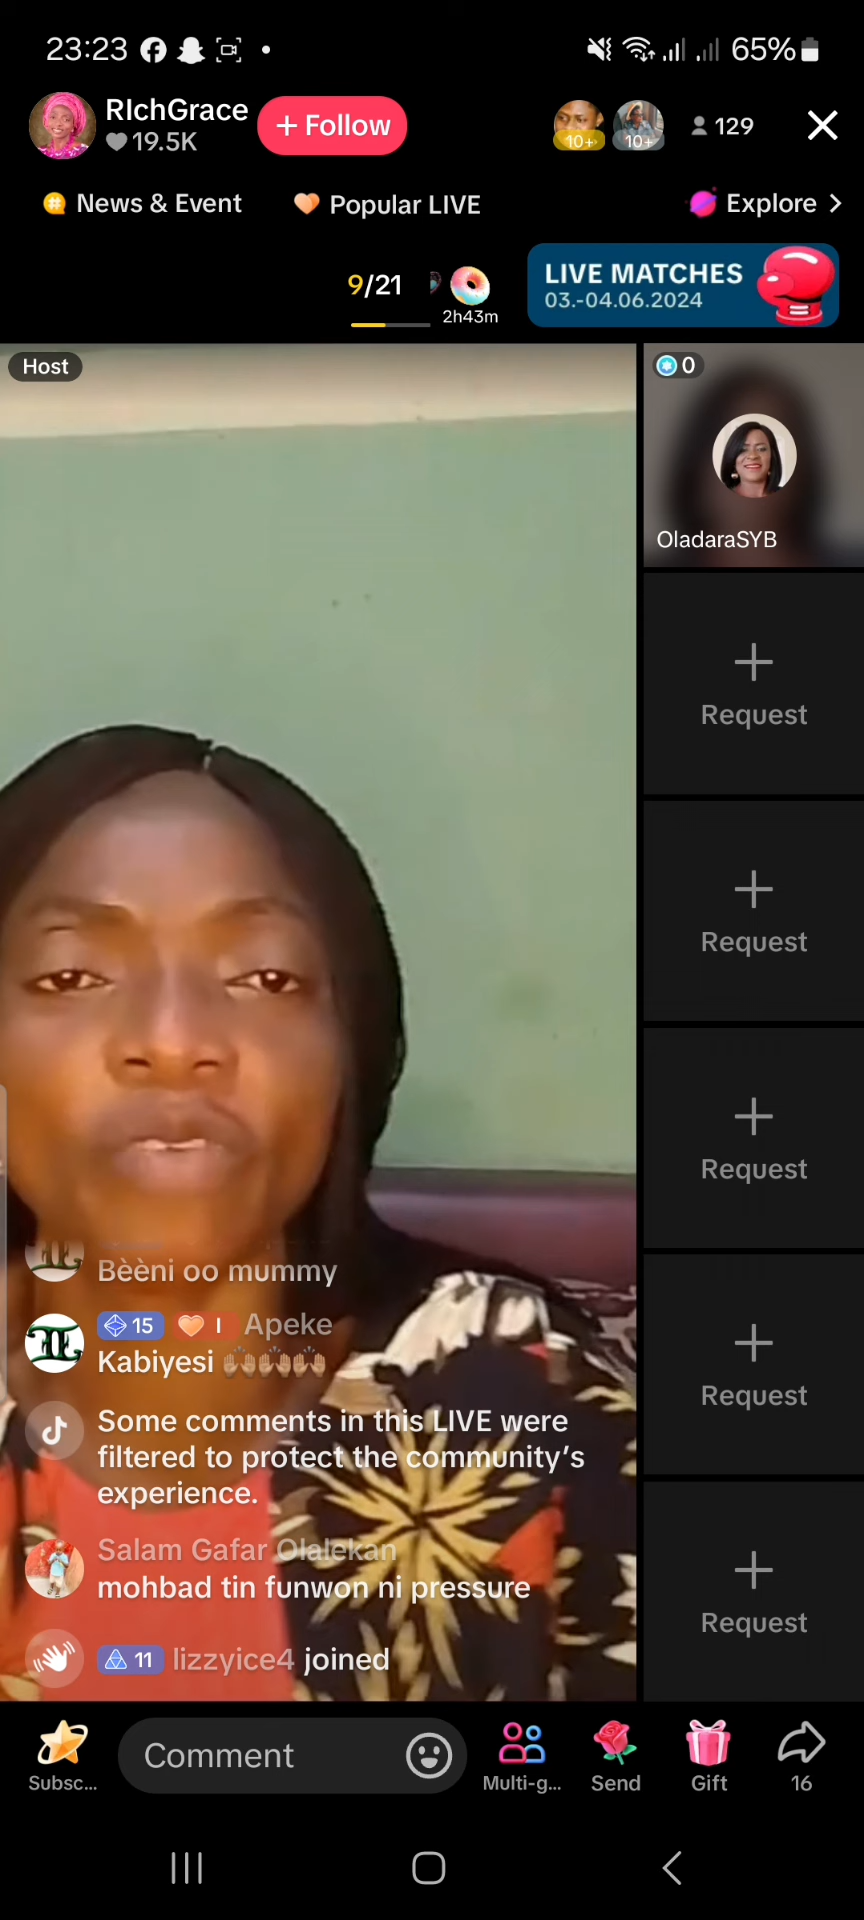 23:23
65%
RIchGrace
19.5K
+ Follow
10+
10+
129
News & Event
Popular LIVE
Explore
9/21
2h43m
LIVE MATCHES
03.-04.06.2024
Host
0
OladaraSYB
Request
Request
Request
Request
Request
Bèèni oo mummy
15 I Apeke
Kabiyesi
Some comments in this LIVE were
filtered to protect the community's
experience.
Salam Gafar Olalekan
mohbad tin funwon ni pressure
11 lizzyice4 joined
Subsc...
Comment
Multi-g...
Send
Gift
16